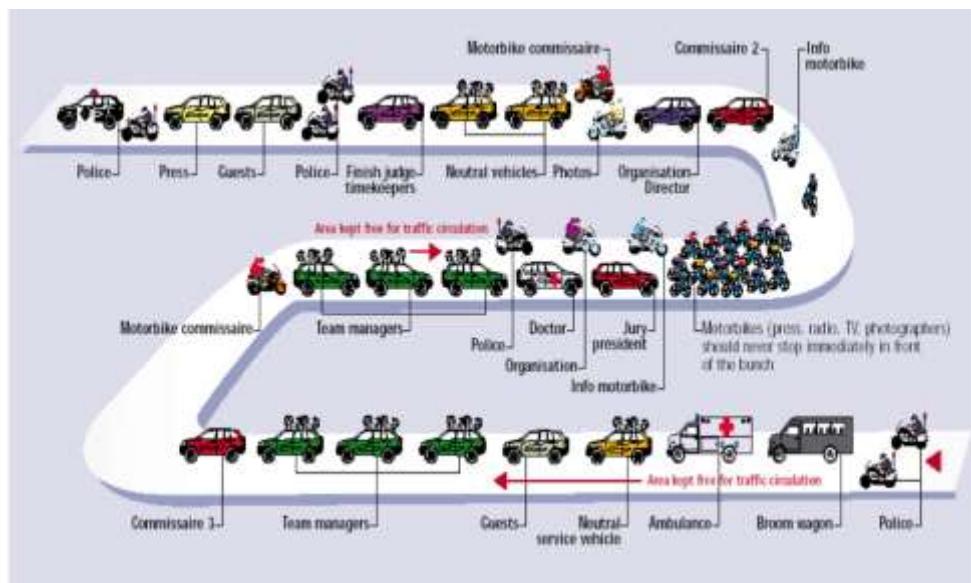 Motorbike commissaire
Commissaire 2
Info
motorbike
Police
Press
Guests
Police
Finish judge
timekeepers
Neutral vehicles
Photos
Organisation
Director
Area kept free for traffic circulation
Motorbike commissaire
Team managers
Police
Doctor
Organisation
Jury
president
Info motorbike
Motorbikes (press, radio, TV, photographers)
should never stop immediately in front
of the bunch
Area kept free for traffic circulation
Commissaire 3
Team managers
Guests
Neutral
service vehicle
Ambulance
Broom wagon
Police